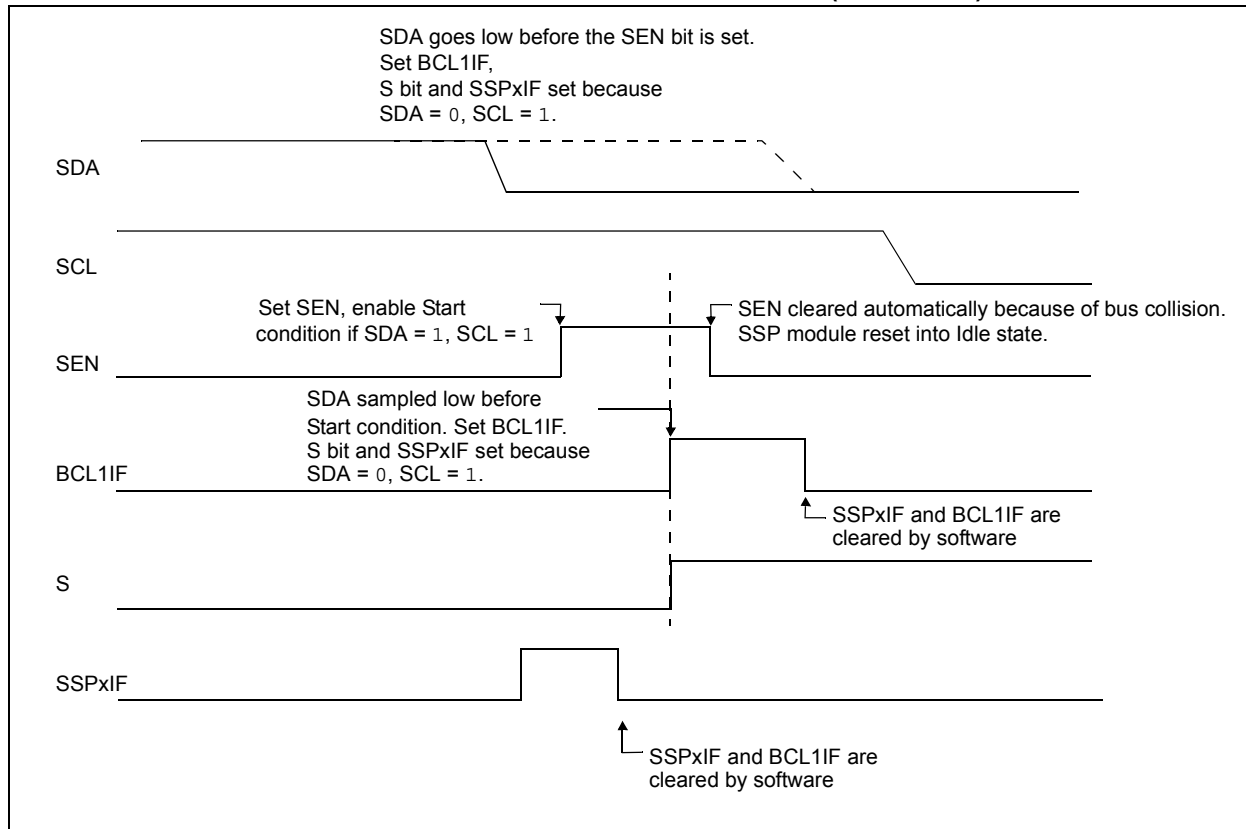 SDA goes low before the SEN bit is set.
Set BCL1IF,
S bit and SSPxIF set because
SDA = 0, SCL = 1.
SDA
SCL
Set SEN, enable Start
condition if SDA = 1, SCL = 1
SEN cleared automatically because of bus collision.
SSP module reset into Idle state.
SEN
SDA sampled low before
Start condition. Set BCL1IF.
S bit and SSPxIF set because
SDA = 0, SCL = 1.
BCL1IF
SSPxIF and BCL1IF are
cleared by software
S
SSPxIF
SSPxIF and BCL1IF are
cleared by software